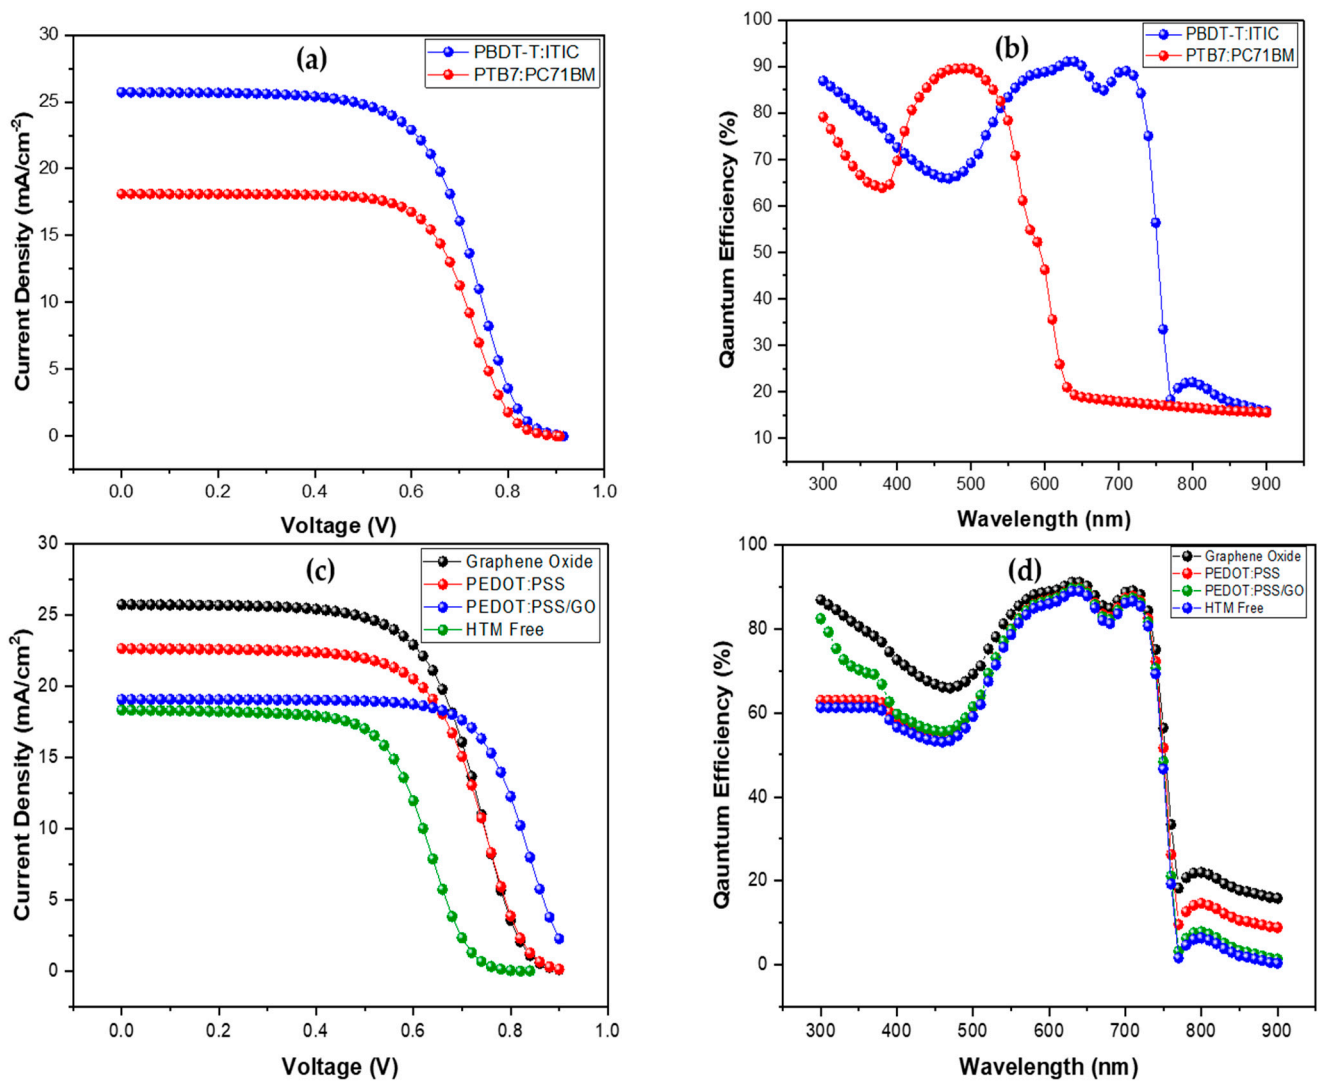 (a)
PBDT-T:ITIC
PTB7:PC71BM
30
25
20
15
10
5
0
Current Density (mA/cm⁻²)
0.0 0.2 0.4 0.6 0.8 1.0
Voltage (V)
(b)
PBDT-T:ITIC
PTB7:PC71BM
100
90
80
70
60
50
40
30
20
10
Qauntum Efficiency (%)
300 400 500 600 700 800 900
Wavelength (nm)
(c)
Graphene Oxide
PEDOT:PSS
PEDOT:PSS/GO
HTM Free
30
25
20
15
10
5
0
Current Density (mA/cm²)
0.0 0.2 0.4 0.6 0.8 1.0
Voltage (V)
(d)
Graphene Oxide
PEDOT:PSS
PEDOT:PSS/GO
HTM Free
100
80
60
40
20
0
Qauntum Efficiency (%)
300 400 500 600 700 800 900
Wavelength (nm)